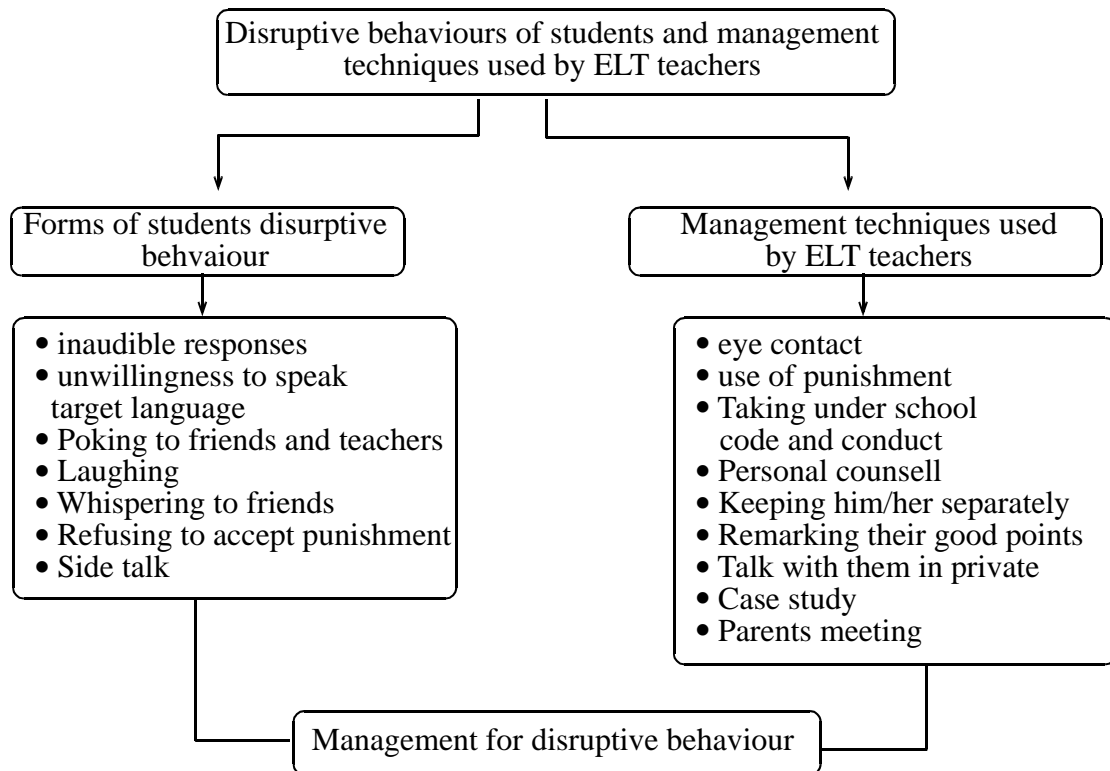 Disruptive behaviours of students and management
techniques used by ELT teachers
Forms of students disurptive
behvaiour
Management techniques used
by ELT teachers
• inaudible responses
• unwillingness to speak
target language
• Poking to friends and teachers
• Laughing
• Whispering to friends
• Refusing to accept punishment
• Side talk
• eye contact
• use of punishment
• Taking under school
code and conduct
• Personal counsell
• Keeping him/her separately
• Remarking their good points
• Talk with them in private
• Case study
• Parents meeting
Management for disruptive behaviour